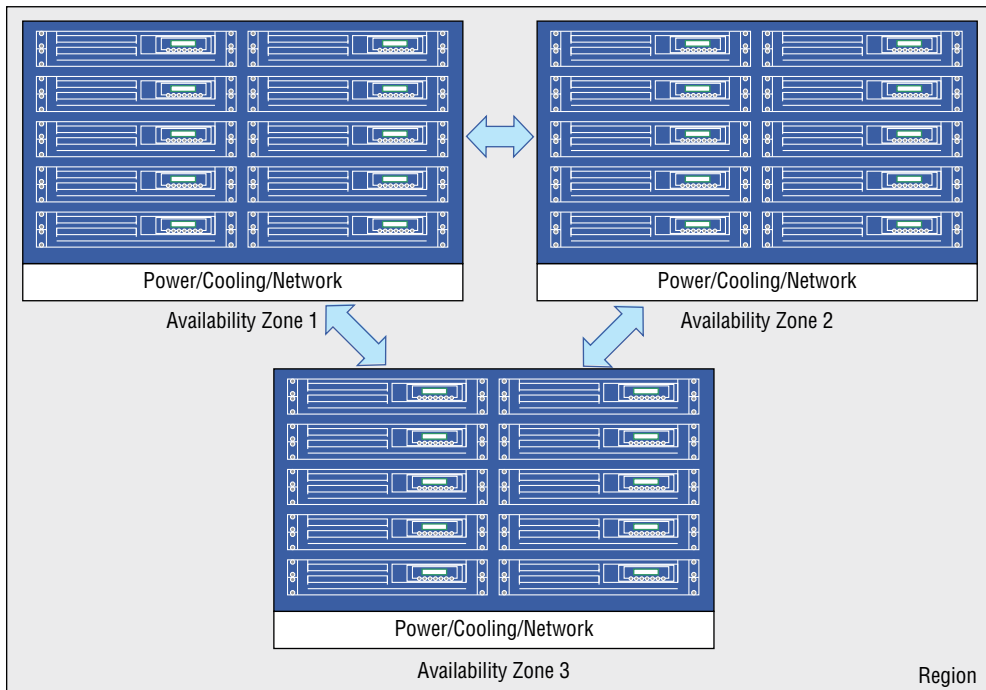 Power/Cooling/Network
Power/Cooling/Network
Availability Zone 1
Availability Zone 2
Power/Cooling/Network
Availability Zone 3
Region